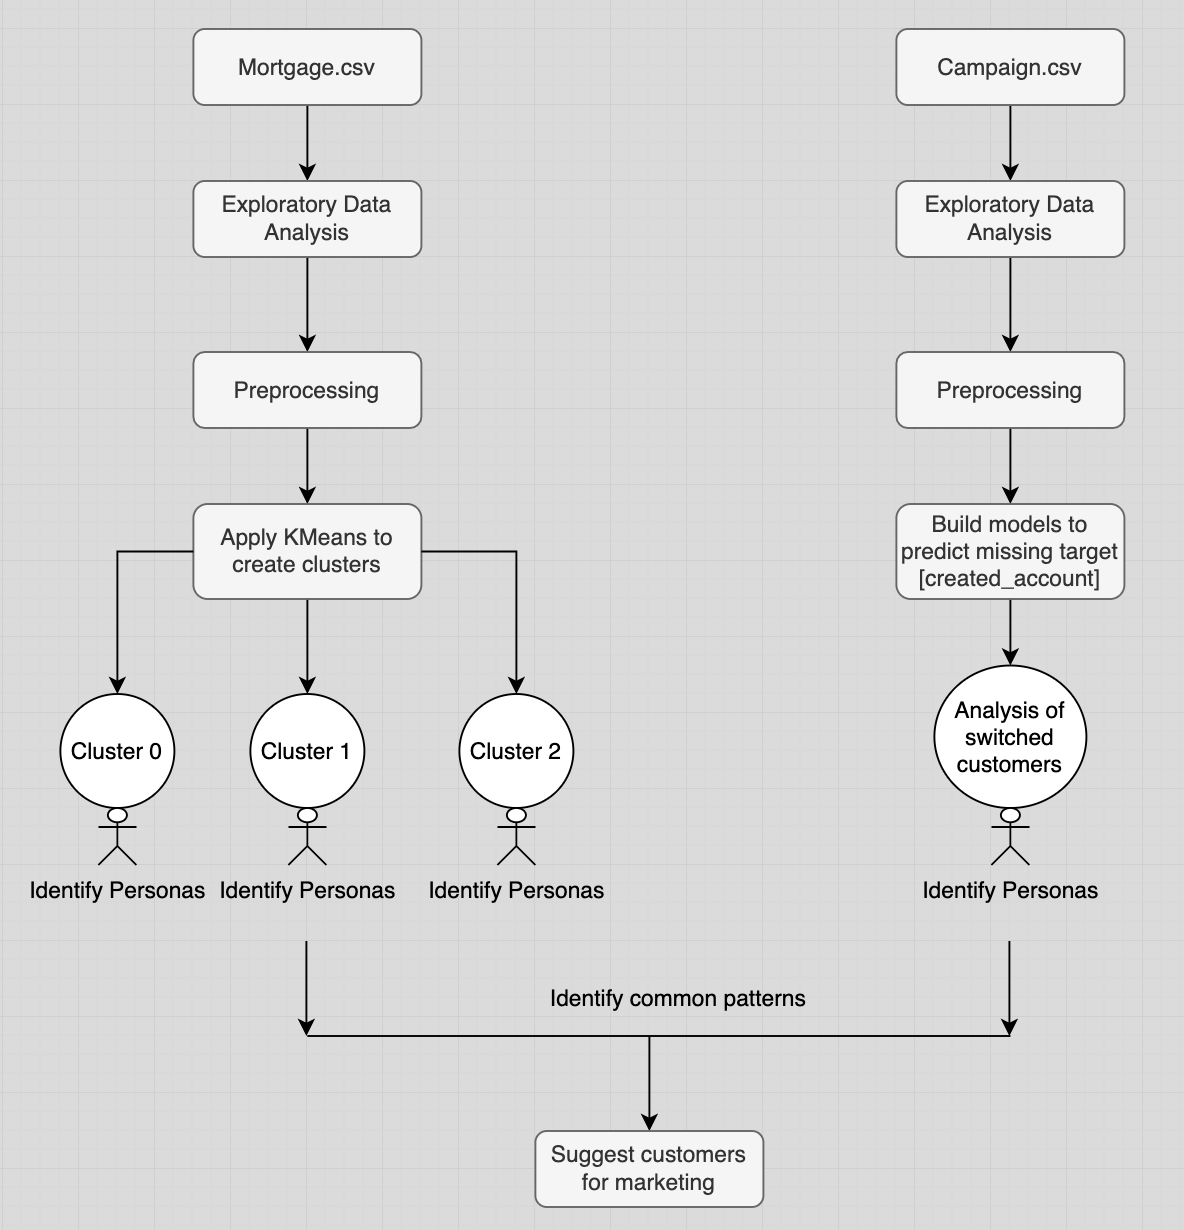 Mortgage.csv
Campaign.csv
Exploratory Data
Analysis
Exploratory Data
Analysis
Preprocessing
Preprocessing
Apply KMeans to
create clusters
Build models to
predict missing target
[created_account]
Cluster 0
Cluster 1
Cluster 2
Analysis of
switched
customers
Identify Personas
Identify Personas
Identify Personas
Identify Personas
Identify common patterns
Suggest customers
for marketing